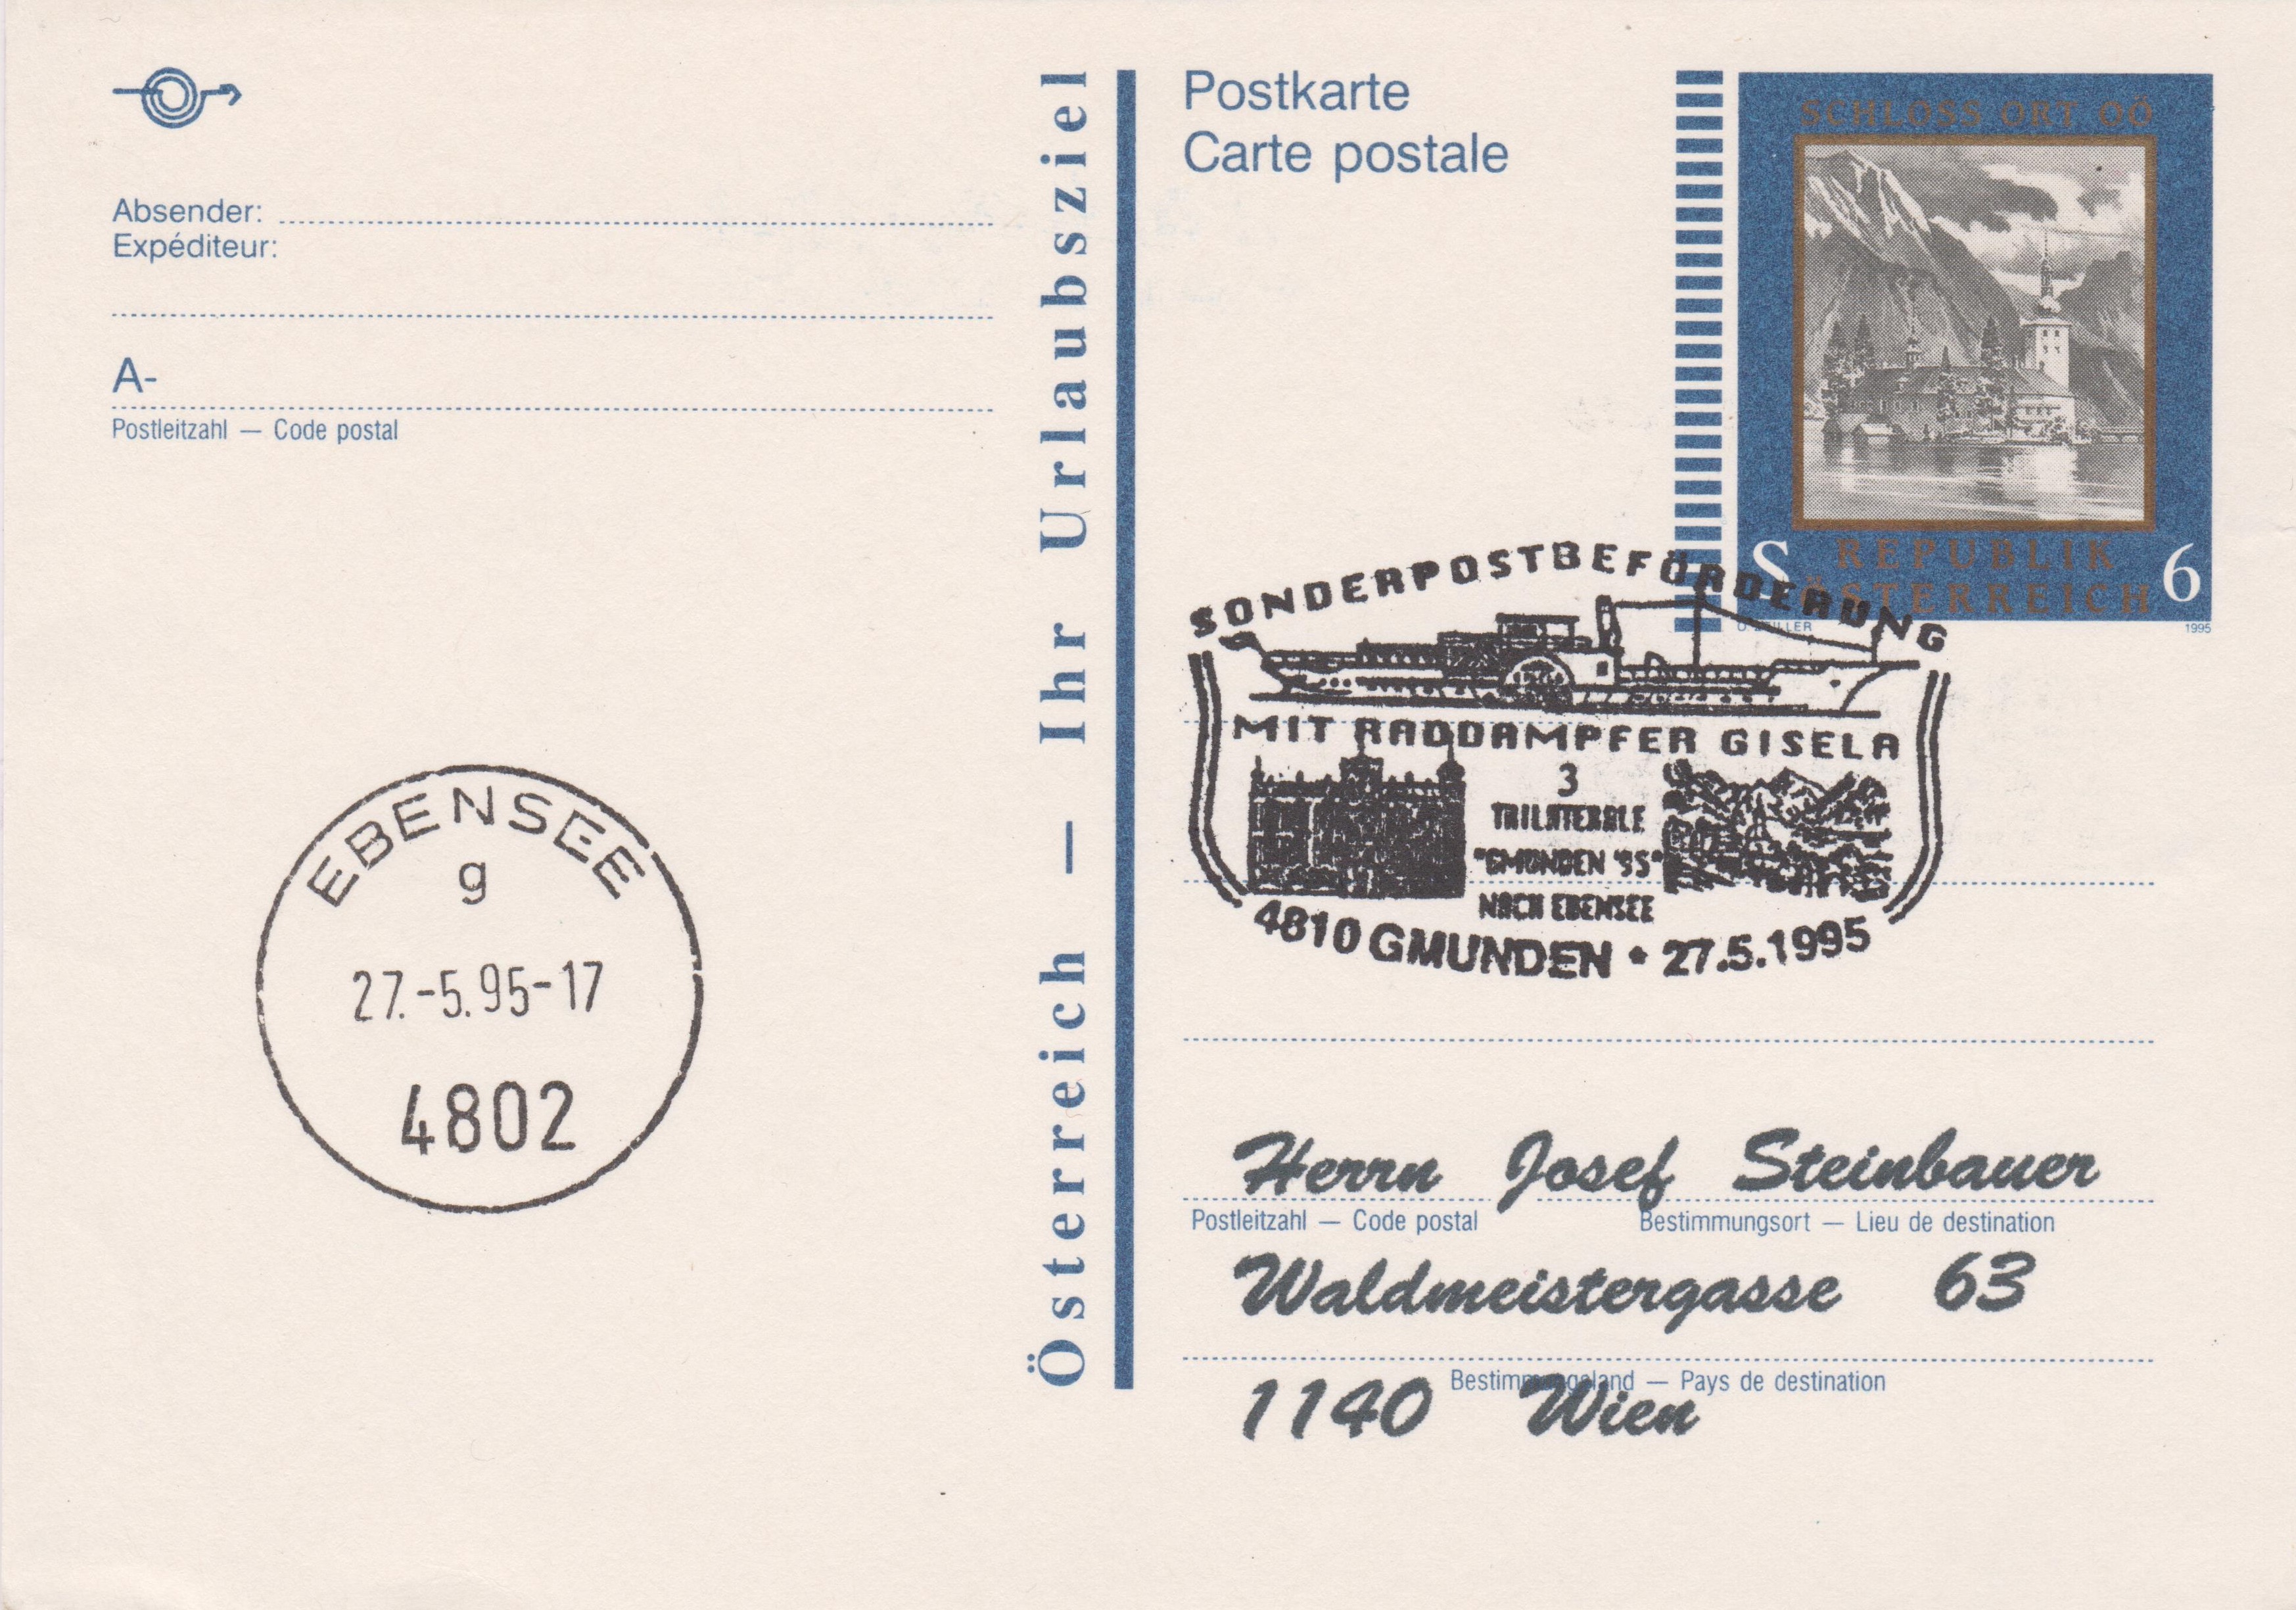 Absender:
Expéditeur:
A-
Postleitzahl — Code postal
EBENSEE
g
27.-5.95-17
4802
Österreich — Ihr Urlaubsziel
Postkarte
Carte postale
SCHLOSS ORT OÖ
S REPUBLIK 6
ÖSTERREICH
1995
SONDERPOSTBEFÖRDERUNG
MIT RADDAMPFER GISELA
3
TRILATERALE
"GMUNDEN '95"
NACH EBENSEE
4810 GMUNDEN • 27.5.1995
Herrn Josef Steinbauer
Postleitzahl — Code postal Bestimmungsort — Lieu de destination
Waldmeistergasse 63
Bestimmungsland — Pays de destination
1140 Wien